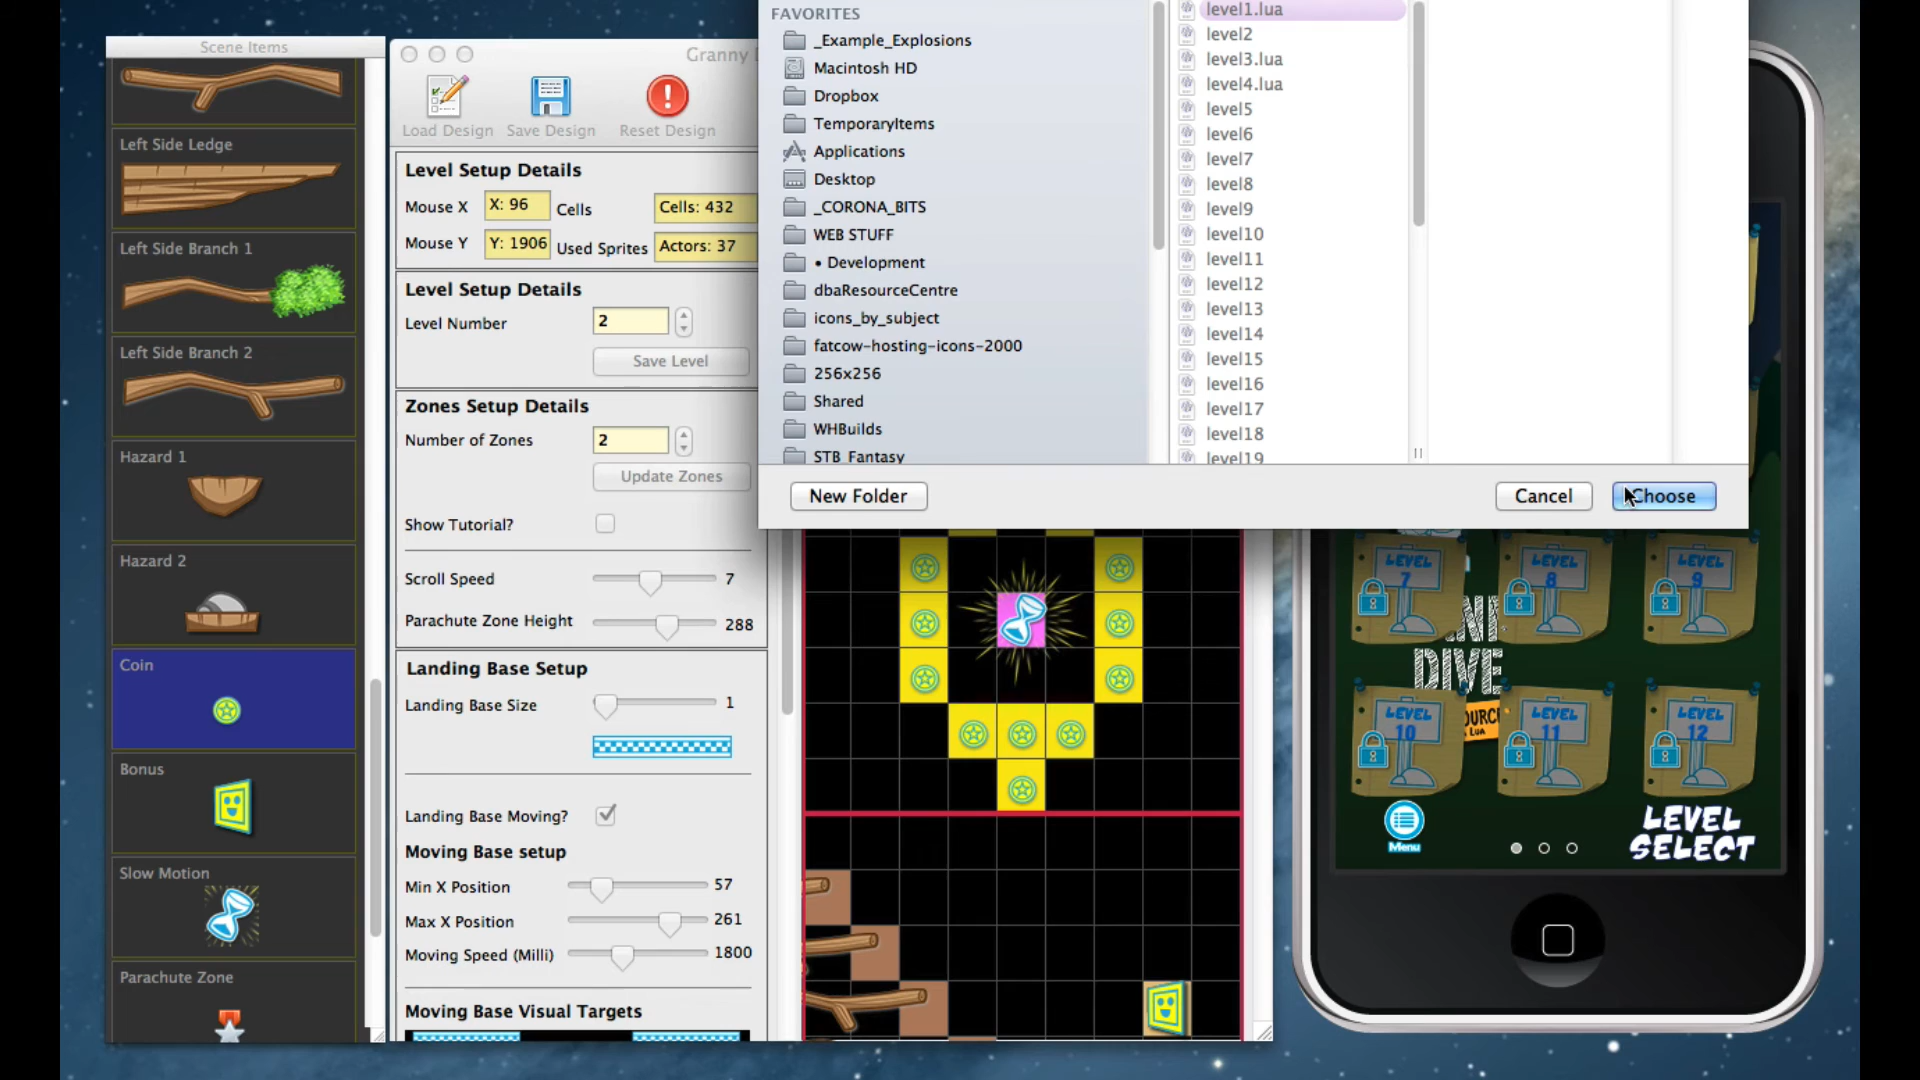 Scene Items
Left Side Ledge
Left Side Branch 1
Left Side Branch 2
Hazard 1
Hazard 2
Coin
Bonus
Slow Motion
Parachute Zone
Granny
Load Design
Save Design
Reset Design
Level Setup Details
Mouse X
X: 96
Cells
Cells: 432
Mouse Y
Y: 1906
Used Sprites
Actors: 37
Level Setup Details
Level Number
2
Save Level
Zones Setup Details
Number of Zones
2
Update Zones
Show Tutorial?
Scroll Speed
7
Parachute Zone Height
288
Landing Base Setup
Landing Base Size
1
Landing Base Moving?
Moving Base setup
Min X Position
57
Max X Position
261
Moving Speed (Milli)
1800
Moving Base Visual Targets
FAVORITES
_Example_Explosions
Macintosh HD
Dropbox
TemporaryItems
Applications
Desktop
_CORONA_BITS
WEB STUFF
• Development
dbaResourceCentre
icons_by_subject
fatcow-hosting-icons-2000
256x256
Shared
WHBuilds
STB_Fantasy
level1.lua
level2
level3.lua
level4.lua
level5
level6
level7
level8
level9
level10
level11
level12
level13
level14
level15
level16
level17
level18
level19
New Folder
Cancel
Choose
LEVEL
7
LEVEL
8
LEVEL
9
DIVE
LEVEL
10
LEVEL
11
LEVEL
12
Menu
LEVEL
SELECT